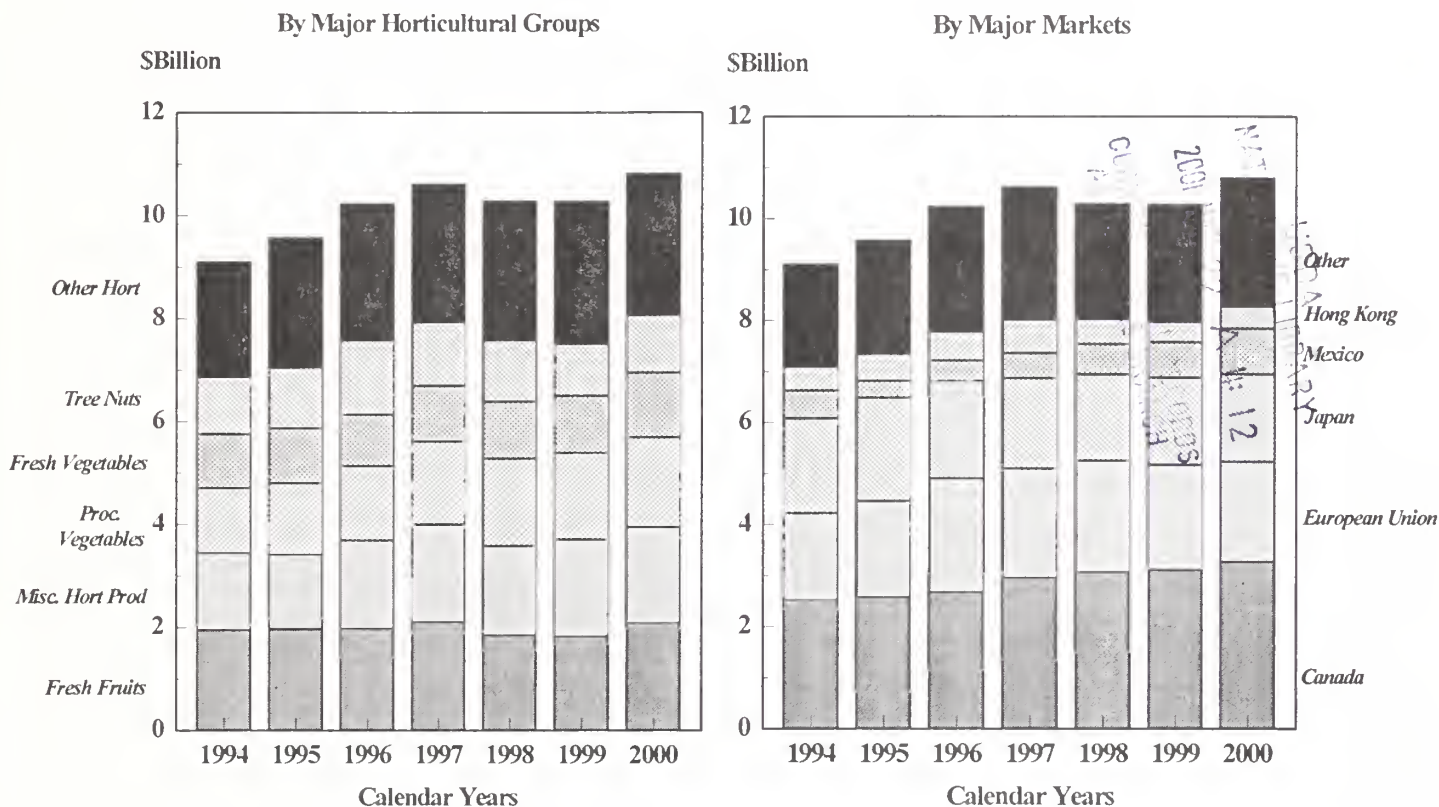 By Major Horticultural Groups
$Billion
12
10
8
6
4
2
0
Other Hort
Tree Nuts
Fresh Vegetables
Proc.
Vegetables
Misc. Hort Prod
Fresh Fruits
1994 1995 1996 1997 1998 1999 2000
Calendar Years
By Major Markets
$Billion
12
10
8
6
4
2
0
2001
12
Other
Hong Kong
Mexico
Japan
European Union
Canada
1994 1995 1996 1997 1998 1999 2000
Calendar Years